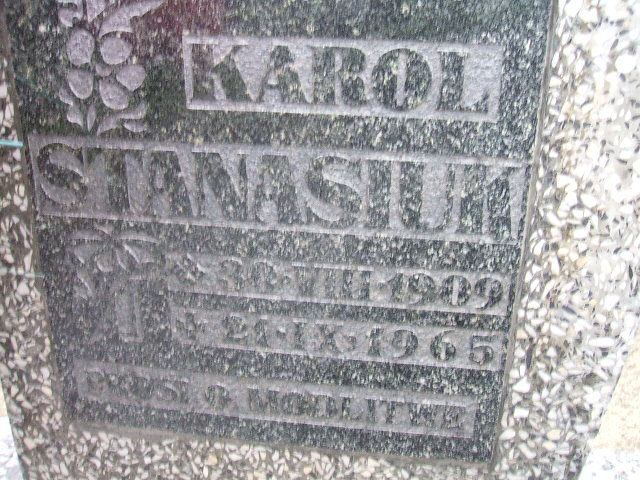 KAROL
STANASIUK
* 30·VIII·1909
† 21·IX·1965
PROSI O MODLITWE